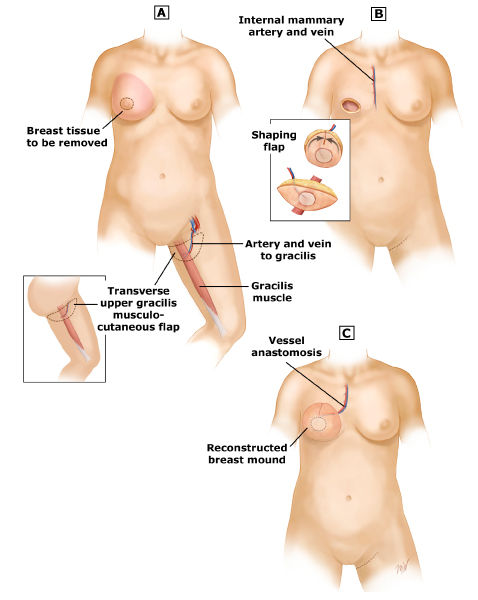 A
Breast tissue
to be removed
Artery and vein
to gracilis
Gracilis
muscle
Transverse
upper gracilis
musculo-
cutaneous flap
B
Internal mammary
artery and vein
Shaping
flap
C
Vessel
anastomosis
Reconstructed
breast mound